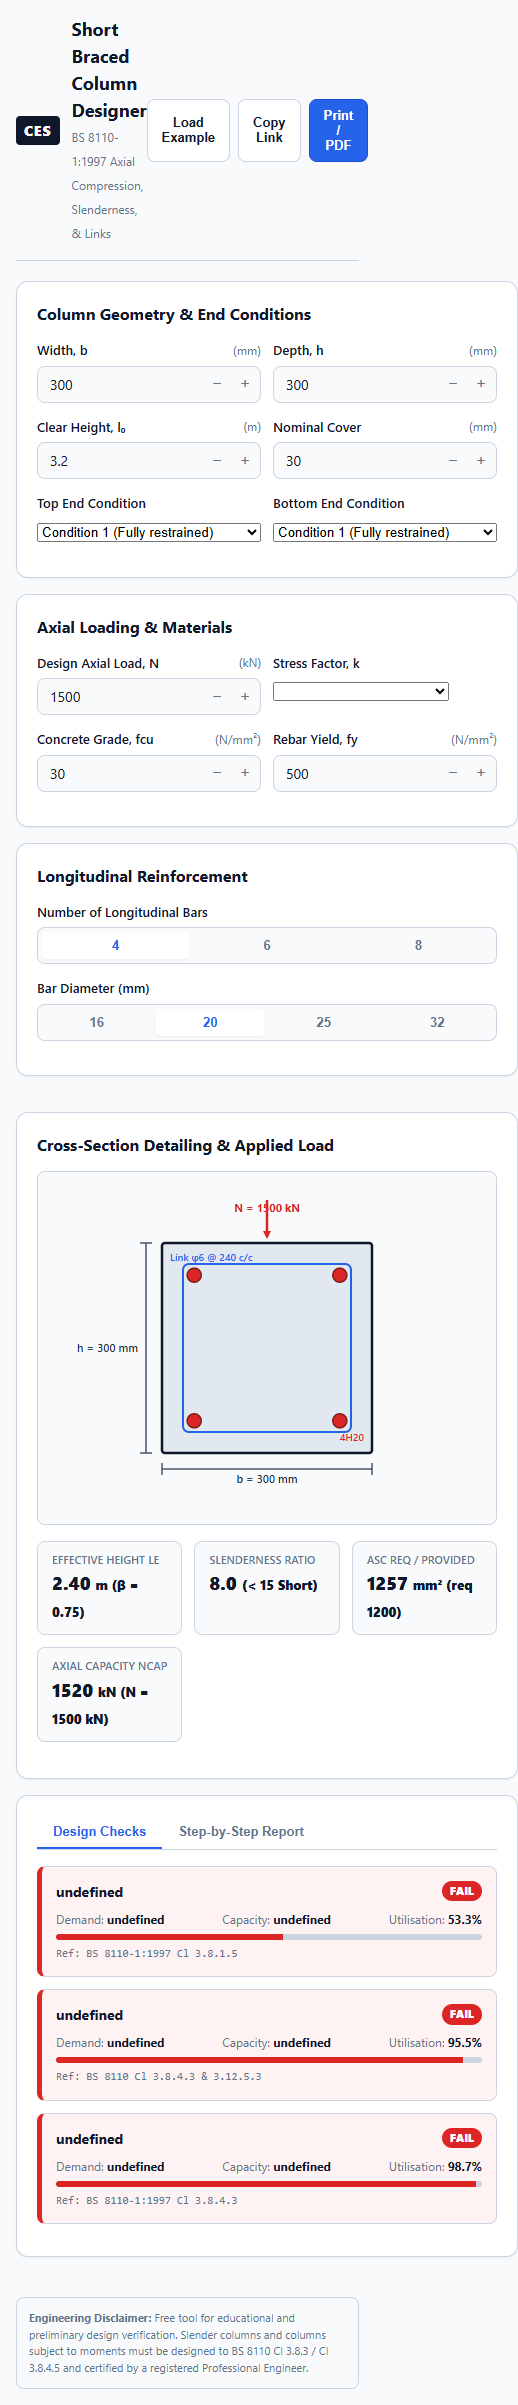 CES
Short
Braced
Column
Designer
BS 8110-
1:1997 Axial
Compression,
Slenderness,
& Links
Load
Example
Copy
Link
Print
/
PDF
Column Geometry & End Conditions
Width, b (mm)
Depth, h (mm)
300 − +
300 − +
Clear Height, l₀ (m)
Nominal Cover (mm)
3.2 − +
30 − +
Top End Condition
Bottom End Condition
Condition 1 (Fully restrained)
Condition 1 (Fully restrained)
Axial Loading & Materials
Design Axial Load, N (kN)
Stress Factor, k
1500 − +
Concrete Grade, fcu (N/mm²)
Rebar Yield, fy (N/mm²)
30 − +
500 − +
Longitudinal Reinforcement
Number of Longitudinal Bars
4 6 8
Bar Diameter (mm)
16 20 25 32
Cross-Section Detailing & Applied Load
N = 1500 kN
Link φ6 @ 240 c/c
h = 300 mm
4H20
b = 300 mm
EFFECTIVE HEIGHT LE
2.40 m (β =
0.75)
SLENDERNESS RATIO
8.0 (< 15 Short)
ASC REQ / PROVIDED
1257 mm² (req
1200)
AXIAL CAPACITY NCAP
1520 kN (N =
1500 kN)
Design Checks
Step-by-Step Report
undefined FAIL
Demand: undefined Capacity: undefined Utilisation: 53.3%
Ref: BS 8110-1:1997 Cl 3.8.1.5
undefined FAIL
Demand: undefined Capacity: undefined Utilisation: 95.5%
Ref: BS 8110 Cl 3.8.4.3 & 3.12.5.3
undefined FAIL
Demand: undefined Capacity: undefined Utilisation: 98.7%
Ref: BS 8110-1:1997 Cl 3.8.4.3
Engineering Disclaimer: Free tool for educational and
preliminary design verification. Slender columns and columns
subject to moments must be designed to BS 8110 Cl 3.8.3 / Cl
3.8.4.5 and certified by a registered Professional Engineer.